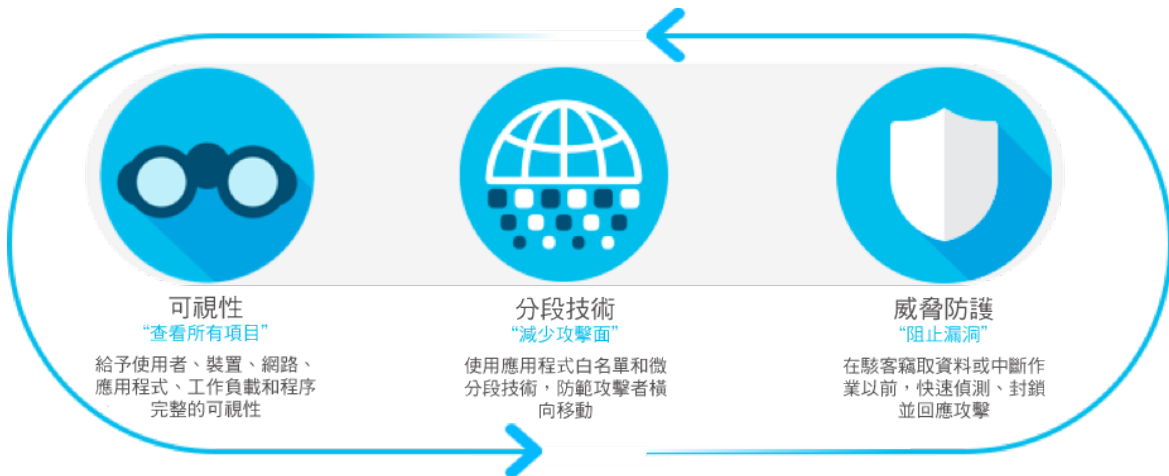 可視性
“查看所有項目”
給予使用者、裝置、網路、
應用程式、工作負載和程序
完整的可視性
分段技術
“減少攻擊面”
使用應用程式白名單和微
分段技術，防範攻擊者橫
向移動
威脅防護
“阻止漏洞”
在駭客竊取資料或中斷作
業以前，快速偵測、封鎖
並回應攻擊